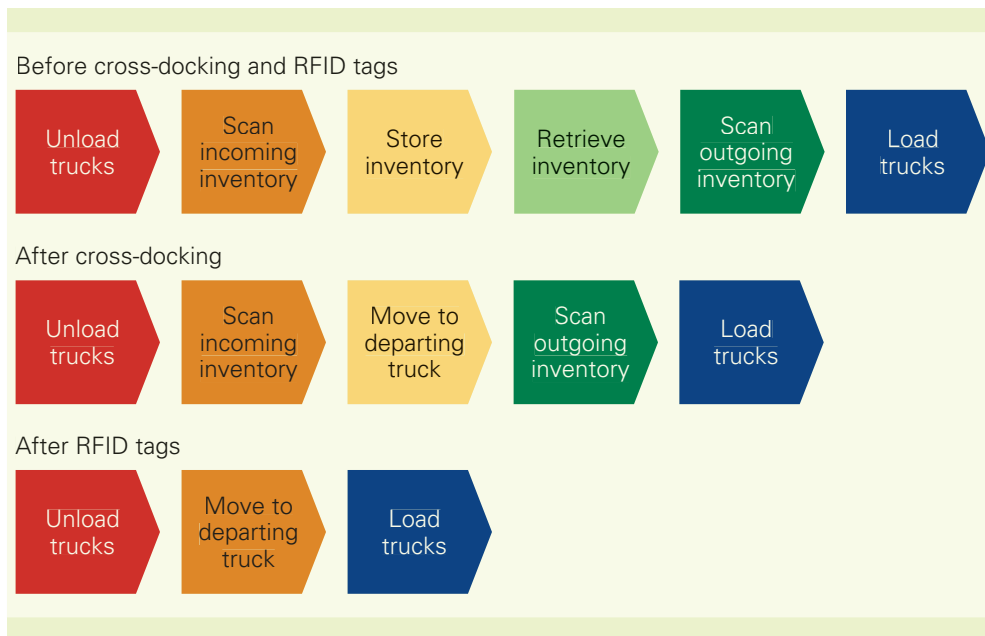 Before cross-docking and RFID tags
Unload
trucks
Scan
incoming
inventory
Store
inventory
Retrieve
inventory
Scan
outgoing
inventory
Load
trucks
After cross-docking
Unload
trucks
Scan
incoming
inventory
Move to
departing
truck
Scan
outgoing
inventory
Load
trucks
After RFID tags
Unload
trucks
Move to
departing
truck
Load
trucks